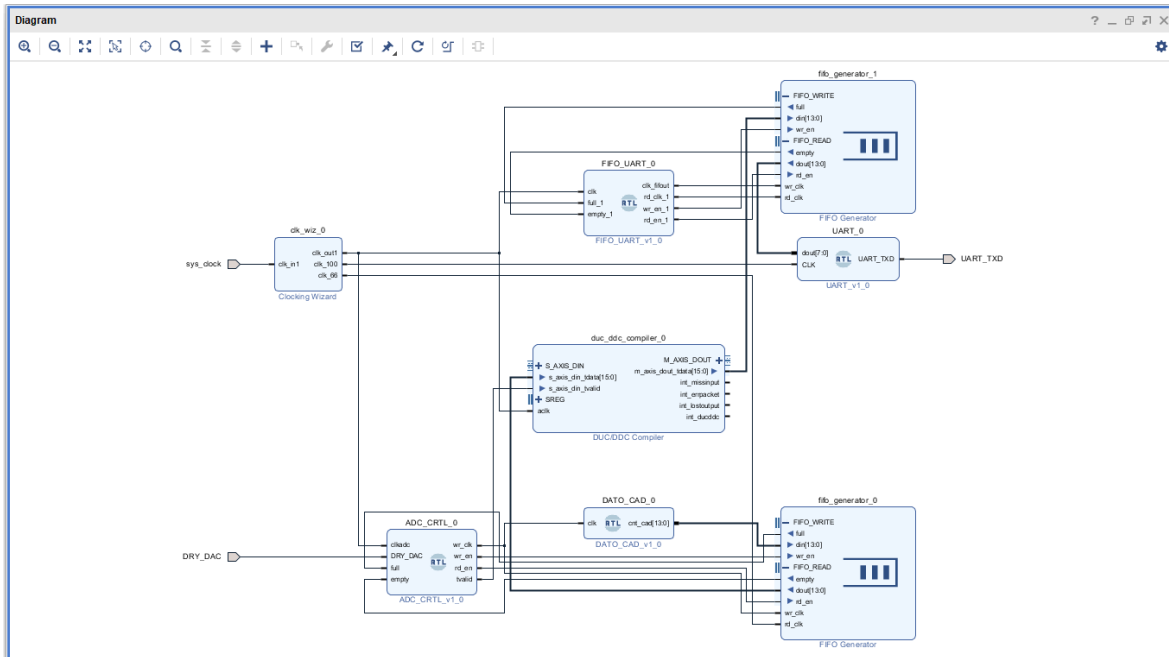 Diagram
fifo_generator_1
FIFO_WRITE
full
din[13:0]
wr_en
FIFO_READ
empty
dout[13:0]
rd_en
wr_clk
rd_clk
FIFO Generator
FIFO_UART_0
clk
full_1
empty_1
RTL
clk_fifout
rd_clk_1
wr_en_1
rd_en_1
FIFO_UART_v1_0
clk_wiz_0
sys_clock
clk_in1
clk_out1
clk_100
clk_66
Clocking Wizard
UART_0
dout[7:0]
CLK
RTL
UART_TXD
UART_v1_0
UART_TXD
duc_ddc_compiler_0
S_AXIS_DIN
s_axis_din_tdata[15:0]
s_axis_din_tvalid
SREG
aclk
M_AXIS_DOUT
m_axis_dout_tdata[15:0]
int_missinput
int_errpacket
int_lostoutput
int_ducddc
DUC/DDC Compiler
DATO_CAD_0
clk
RTL
cnt_cad[13:0]
DATO_CAD_v1_0
ADC_CRTL_0
DRY_DAC
clkadc
DRY_DAC
full
empty
RTL
wr_clk
wr_en
rd_en
tvalid
ADC_CRTL_v1_0
fifo_generator_0
FIFO_WRITE
full
din[13:0]
wr_en
FIFO_READ
empty
dout[13:0]
rd_en
wr_clk
rd_clk
FIFO Generator